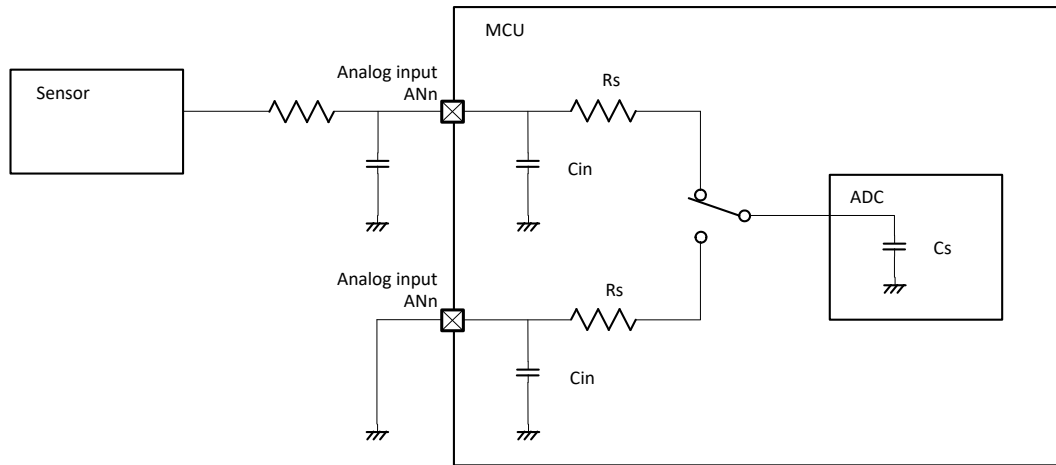 MCU
Sensor
Analog input
ANn
Rs
Cin
ADC
Cs
Analog input
ANn
Rs
Cin